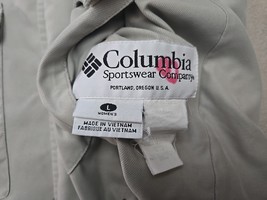 Columbia
Sportswear Company
PORTLAND, OREGON U.S.A.
L
WOMEN'S
MADE IN VIETNAM
FABRIQUÉ AU VIETNAM